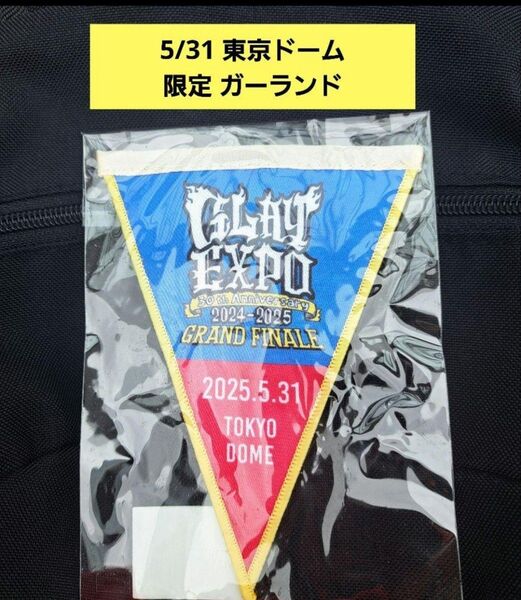 5/31 東京ドーム
限定 ガーランド
GLAY
EXPO
30th Anniversary
2024-2025
GRAND FINALE
2025.5.31
TOKYO
DOME